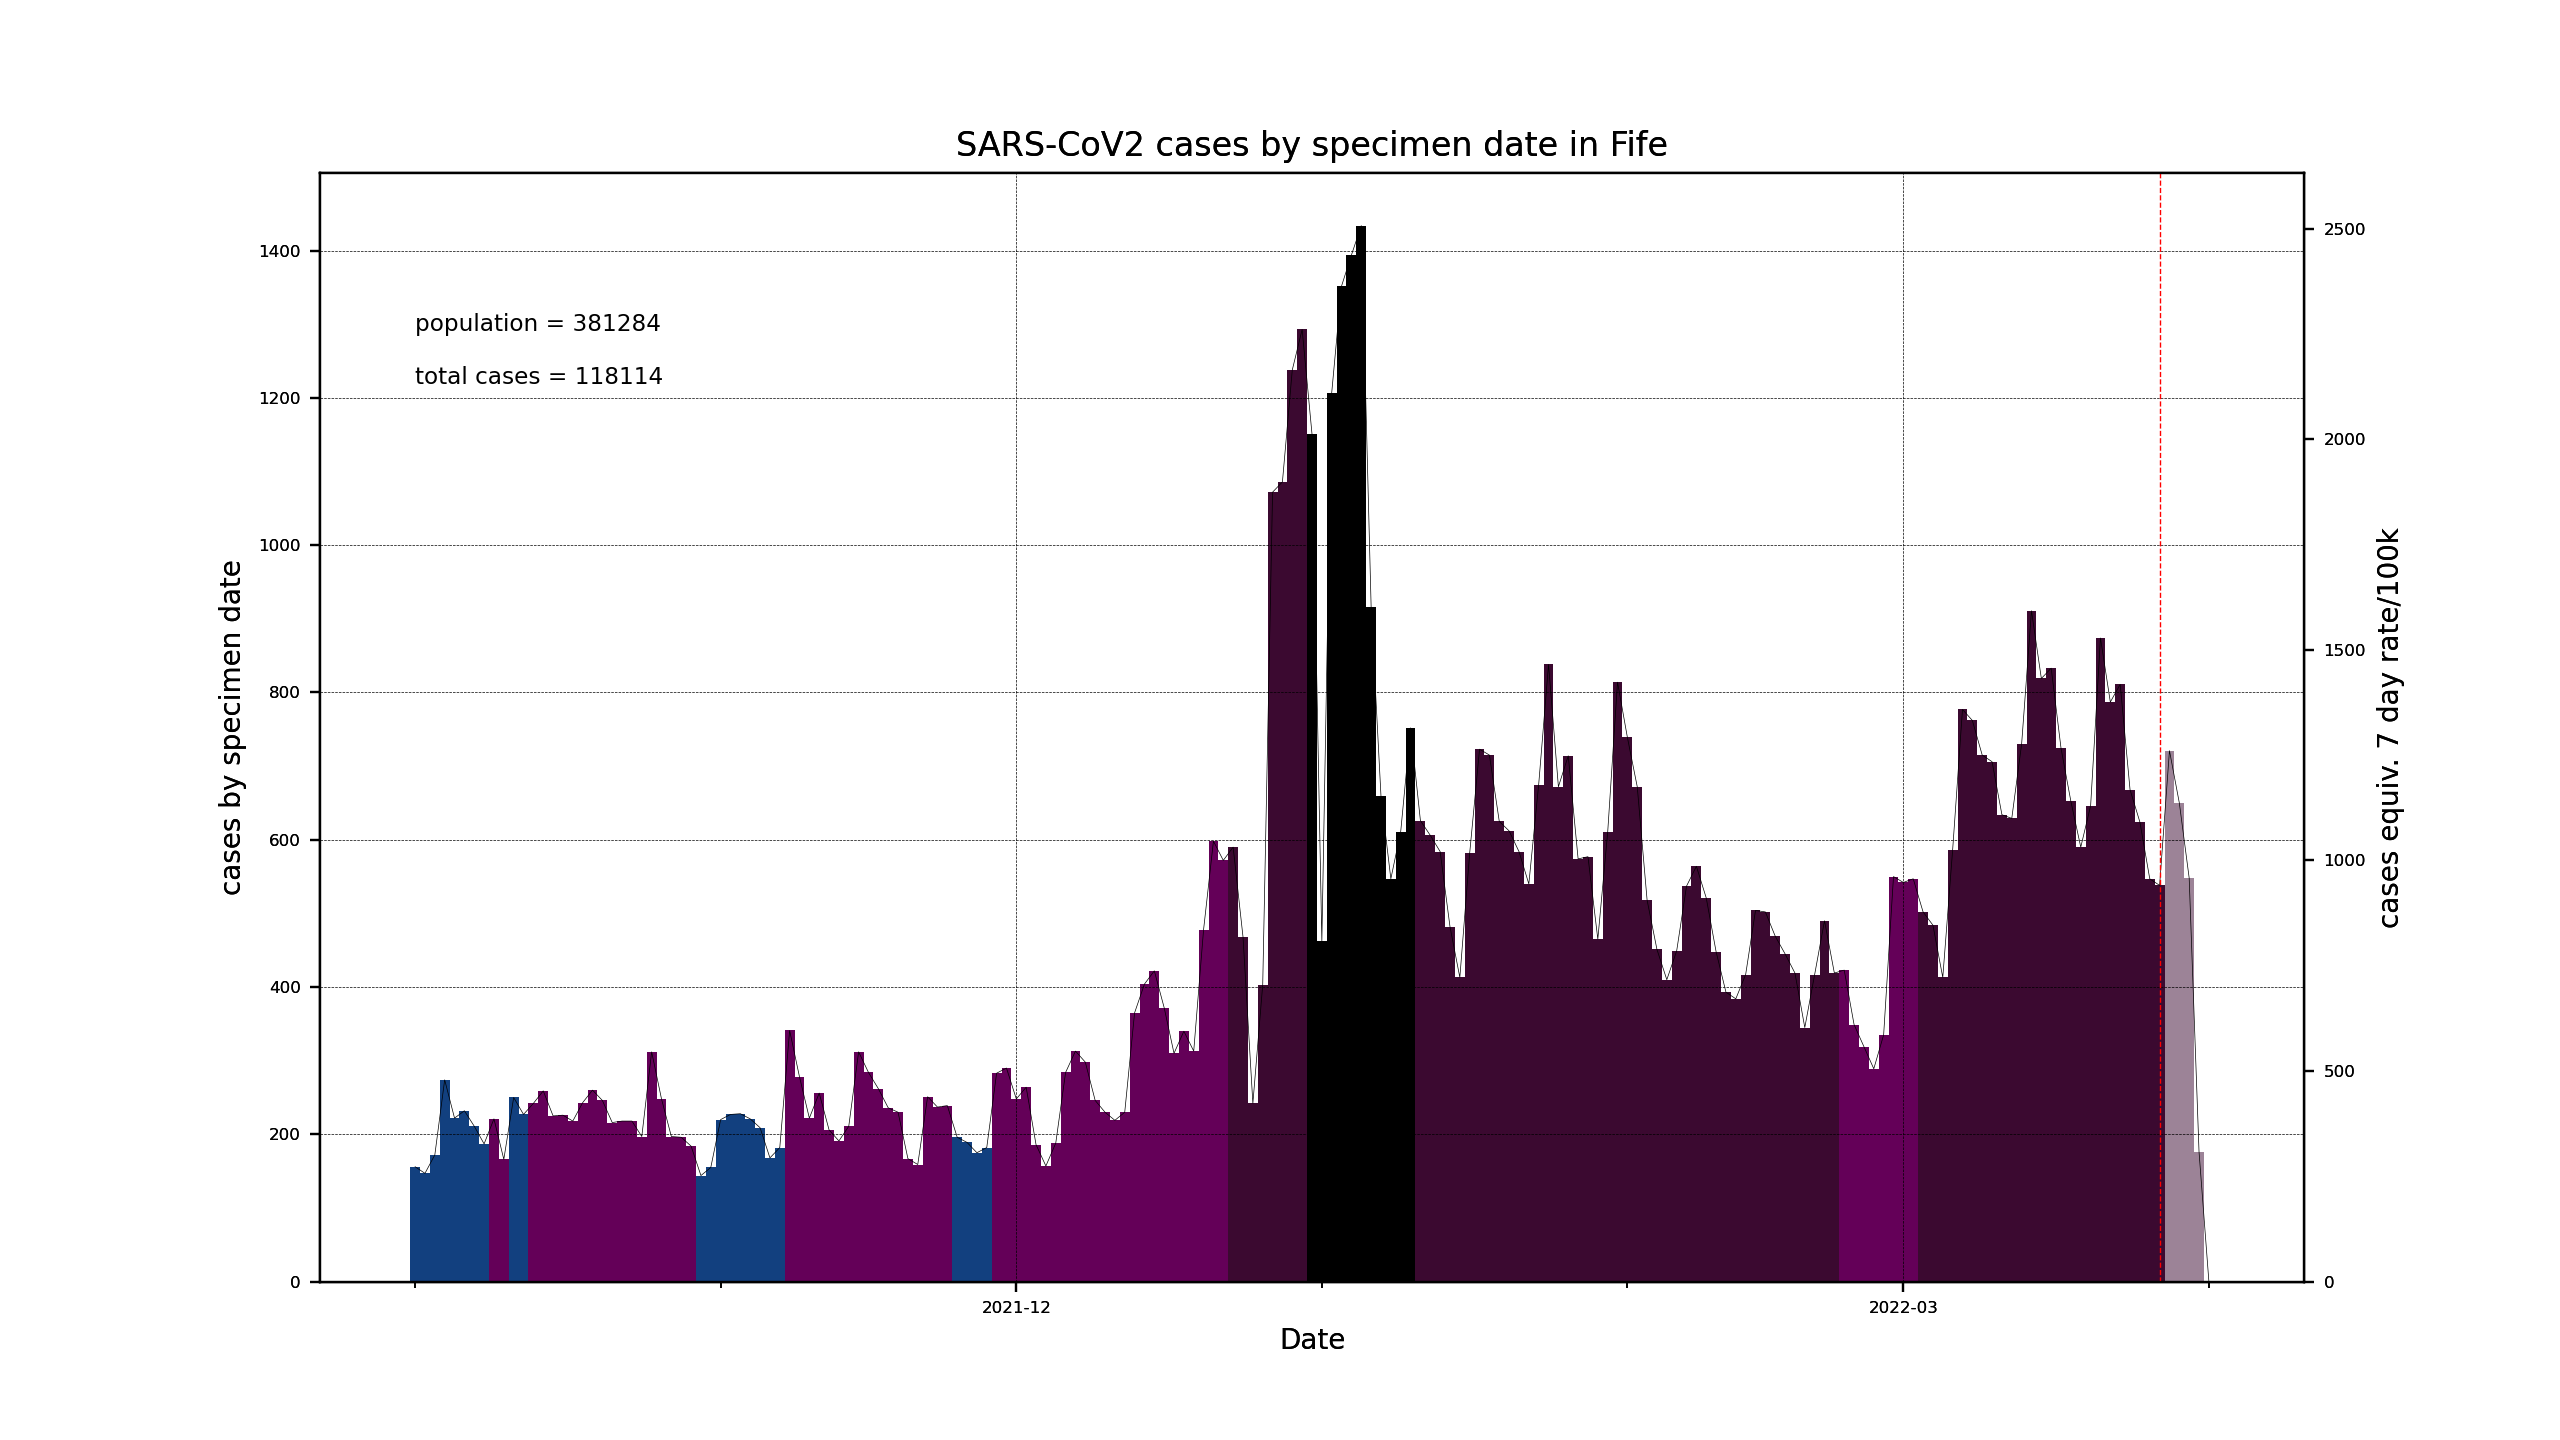 SARS-CoV2 cases by specimen date in Fife
population = 381284
total cases = 118114
cases by specimen date
1400
1200
1000
800
600
400
200
0
2500
2000
1500
1000
500
0
cases equiv. 7 day rate/100k
2021-12
2022-03
Date